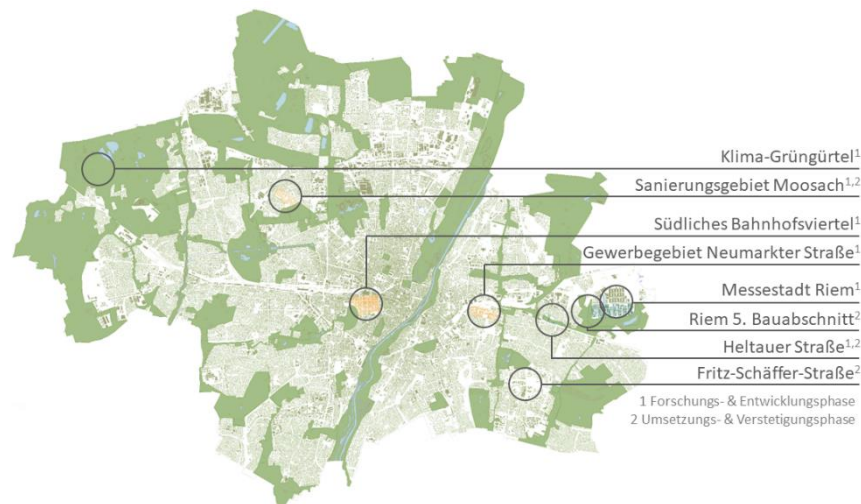 Klima-Grüngürtel¹
Sanierungsgebiet Moosach¹,²
Südliches Bahnhofsviertel¹
Gewerbegebiet Neumarkter Straße¹
Messestadt Riem¹
Riem 5. Bauabschnitt²
Heltauer Straße¹,²
Fritz-Schäffer-Straße²
1 Forschungs- & Entwicklungsphase
2 Umsetzungs- & Verstetigungsphase